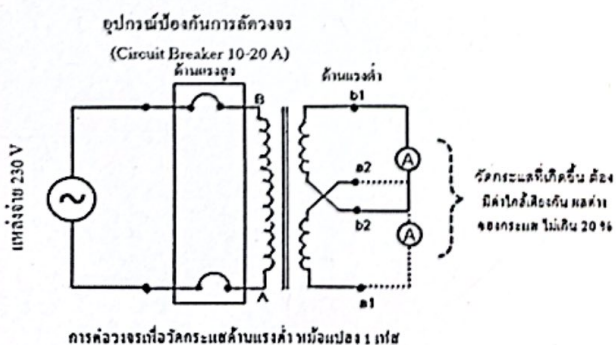 อุปกรณ์ป้องกันการลัดวงจร
(Circuit Breaker 10-20 A)
ด้านแรงสูง
ด้านแรงต่ำ
แหล่งจ่าย 230 V
B
A
b1
a2
b2
a1
A
A
วัดกระแสที่เกิดขึ้น ต้อง
มีค่าใกล้เคียงกัน ผลต่าง
ของกระแส ไม่เกิน 20 %
การต่อวงจรเพื่อวัดกระแสด้านแรงต่ำ หม้อแปลง 1 เฟส